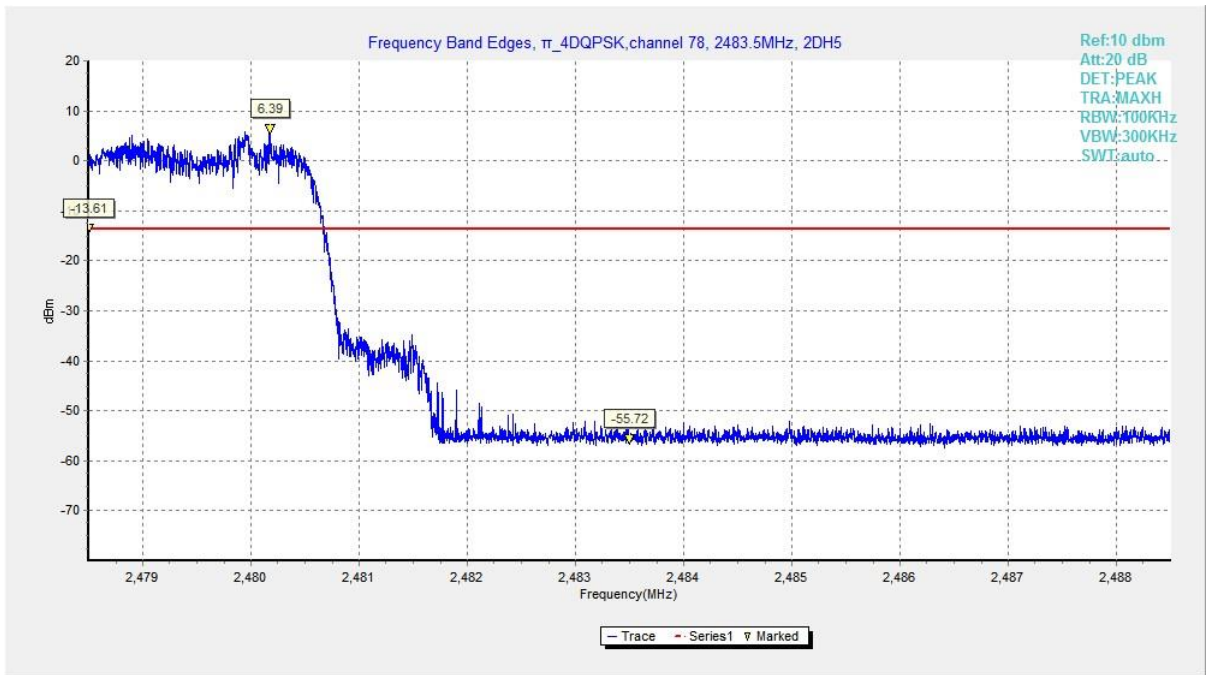 Frequency Band Edges, π_4DQPSK,channel 78, 2483.5MHz, 2DH5
Ref:10 dbm
Att:20 dB
DET:PEAK
TRA:MAXH
RBW:100KHz
VBW:300KHz
SWT:auto
20
10
6.39
0
-13.61
-20
-30
-40
-50
-55.72
-60
-70
dBm
2,479 2,480 2,481 2,482 2,483 2,484 2,485 2,486 2,487 2,488
Frequency(MHz)
Trace Series1 Marked